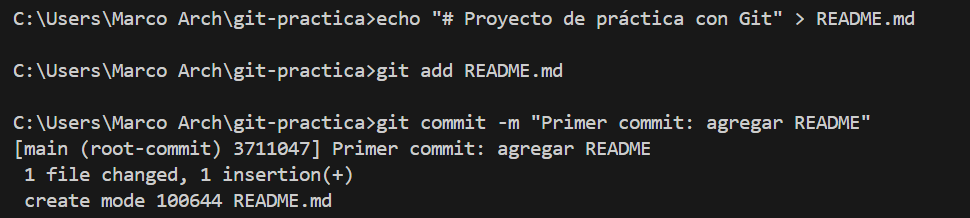 C:\Users\Marco Arch\git-practica>echo "# Proyecto de práctica con Git" > README.md
C:\Users\Marco Arch\git-practica>git add README.md
C:\Users\Marco Arch\git-practica>git commit -m "Primer commit: agregar README"
[main (root-commit) 3711047] Primer commit: agregar README
 1 file changed, 1 insertion(+)
 create mode 100644 README.md